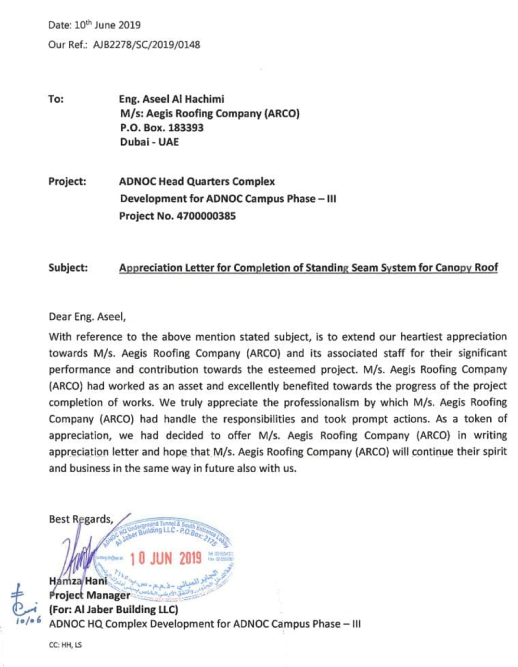 Date: 10th June 2019
Our Ref.: AJB2278/SC/2019/0148
To: Eng. Aseel Al Hachimi
M/s: Aegis Roofing Company (ARCO)
P.O. Box. 183393
Dubai - UAE
Project: ADNOC Head Quarters Complex
Development for ADNOC Campus Phase – III
Project No. 4700000385
Subject: Appreciation Letter for Completion of Standing Seam System for Canopy Roof
Dear Eng. Aseel,
With reference to the above mention stated subject, is to extend our heartiest appreciation
towards M/s. Aegis Roofing Company (ARCO) and its associated staff for their significant
performance and contribution towards the esteemed project. M/s. Aegis Roofing Company
(ARCO) had worked as an asset and excellently benefited towards the progress of the project
completion of works. We truly appreciate the professionalism by which M/s. Aegis Roofing
Company (ARCO) had handle the responsibilities and took prompt actions. As a token of
appreciation, we had decided to offer M/s. Aegis Roofing Company (ARCO) in writing
appreciation letter and hope that M/s. Aegis Roofing Company (ARCO) will continue their spirit
and business in the same way in future also with us.
Best Regards,
ADNOC HQ Underground Tunnel & South External Lobby
Al Jaber Building LLC - P.O.Box: 2175
10 JUN 2019
Hamza Hani
Project Manager
(For: Al Jaber Building LLC)
10/06
ADNOC HQ Complex Development for ADNOC Campus Phase – III
CC: HH, LS